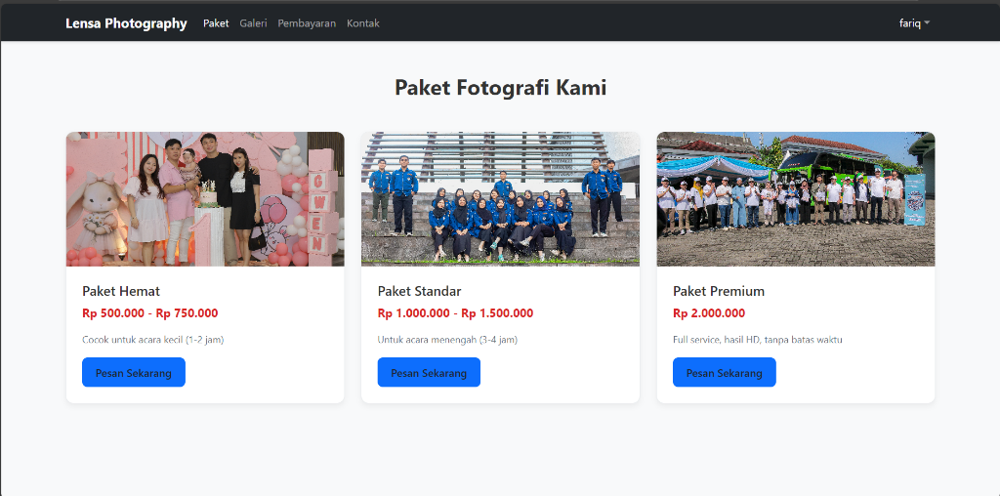 Lensa Photography Paket Galeri Pembayaran Kontak fariq
Paket Fotografi Kami
GWEN
1
Paket Hemat
Rp 500.000 - Rp 750.000
Cocok untuk acara kecil (1-2 jam)
Pesan Sekarang
Paket Standar
Rp 1.000.000 - Rp 1.500.000
Untuk acara menengah (3-4 jam)
Pesan Sekarang
Paket Premium
Rp 2.000.000
Full service, hasil HD, tanpa batas waktu
Pesan Sekarang